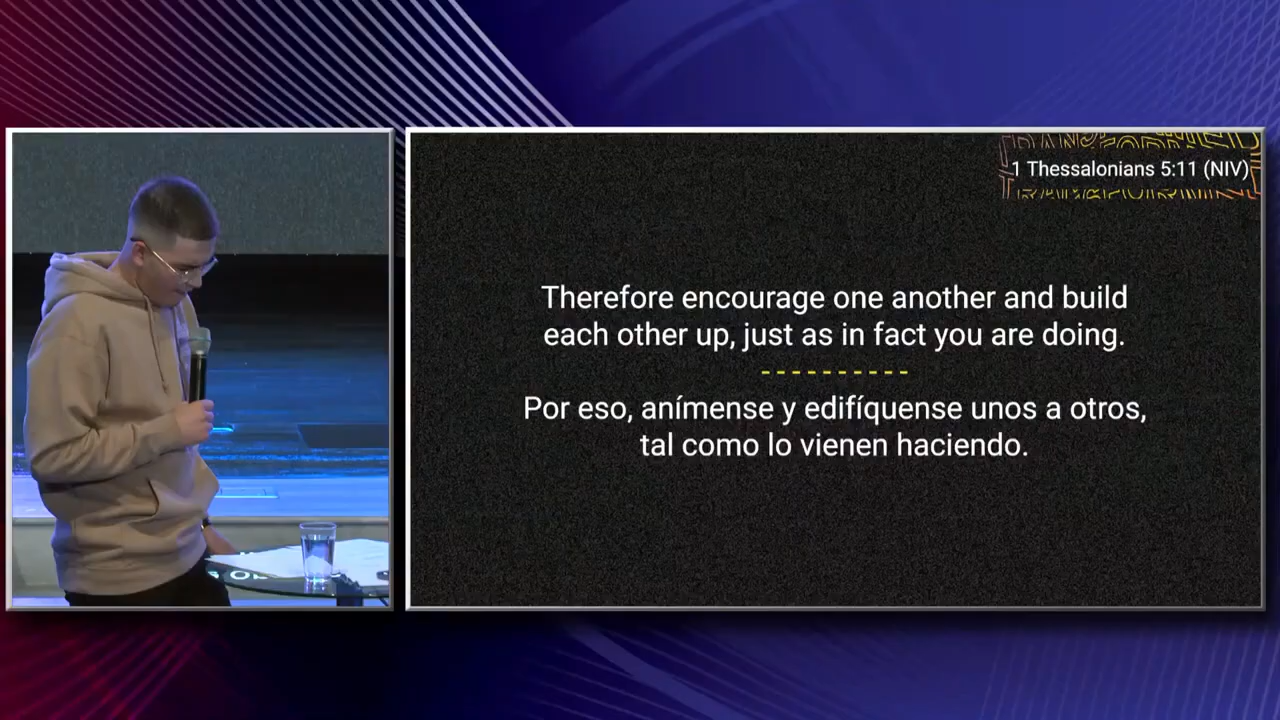 1 Thessalonians 5:11 (NIV)
Therefore encourage one another and build
each other up, just as in fact you are doing.
----------
Por eso, anímense y edifíquense unos a otros,
tal como lo vienen haciendo.